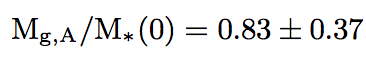 M_{g,A}/M_*(0) = 0.83 ± 0.37